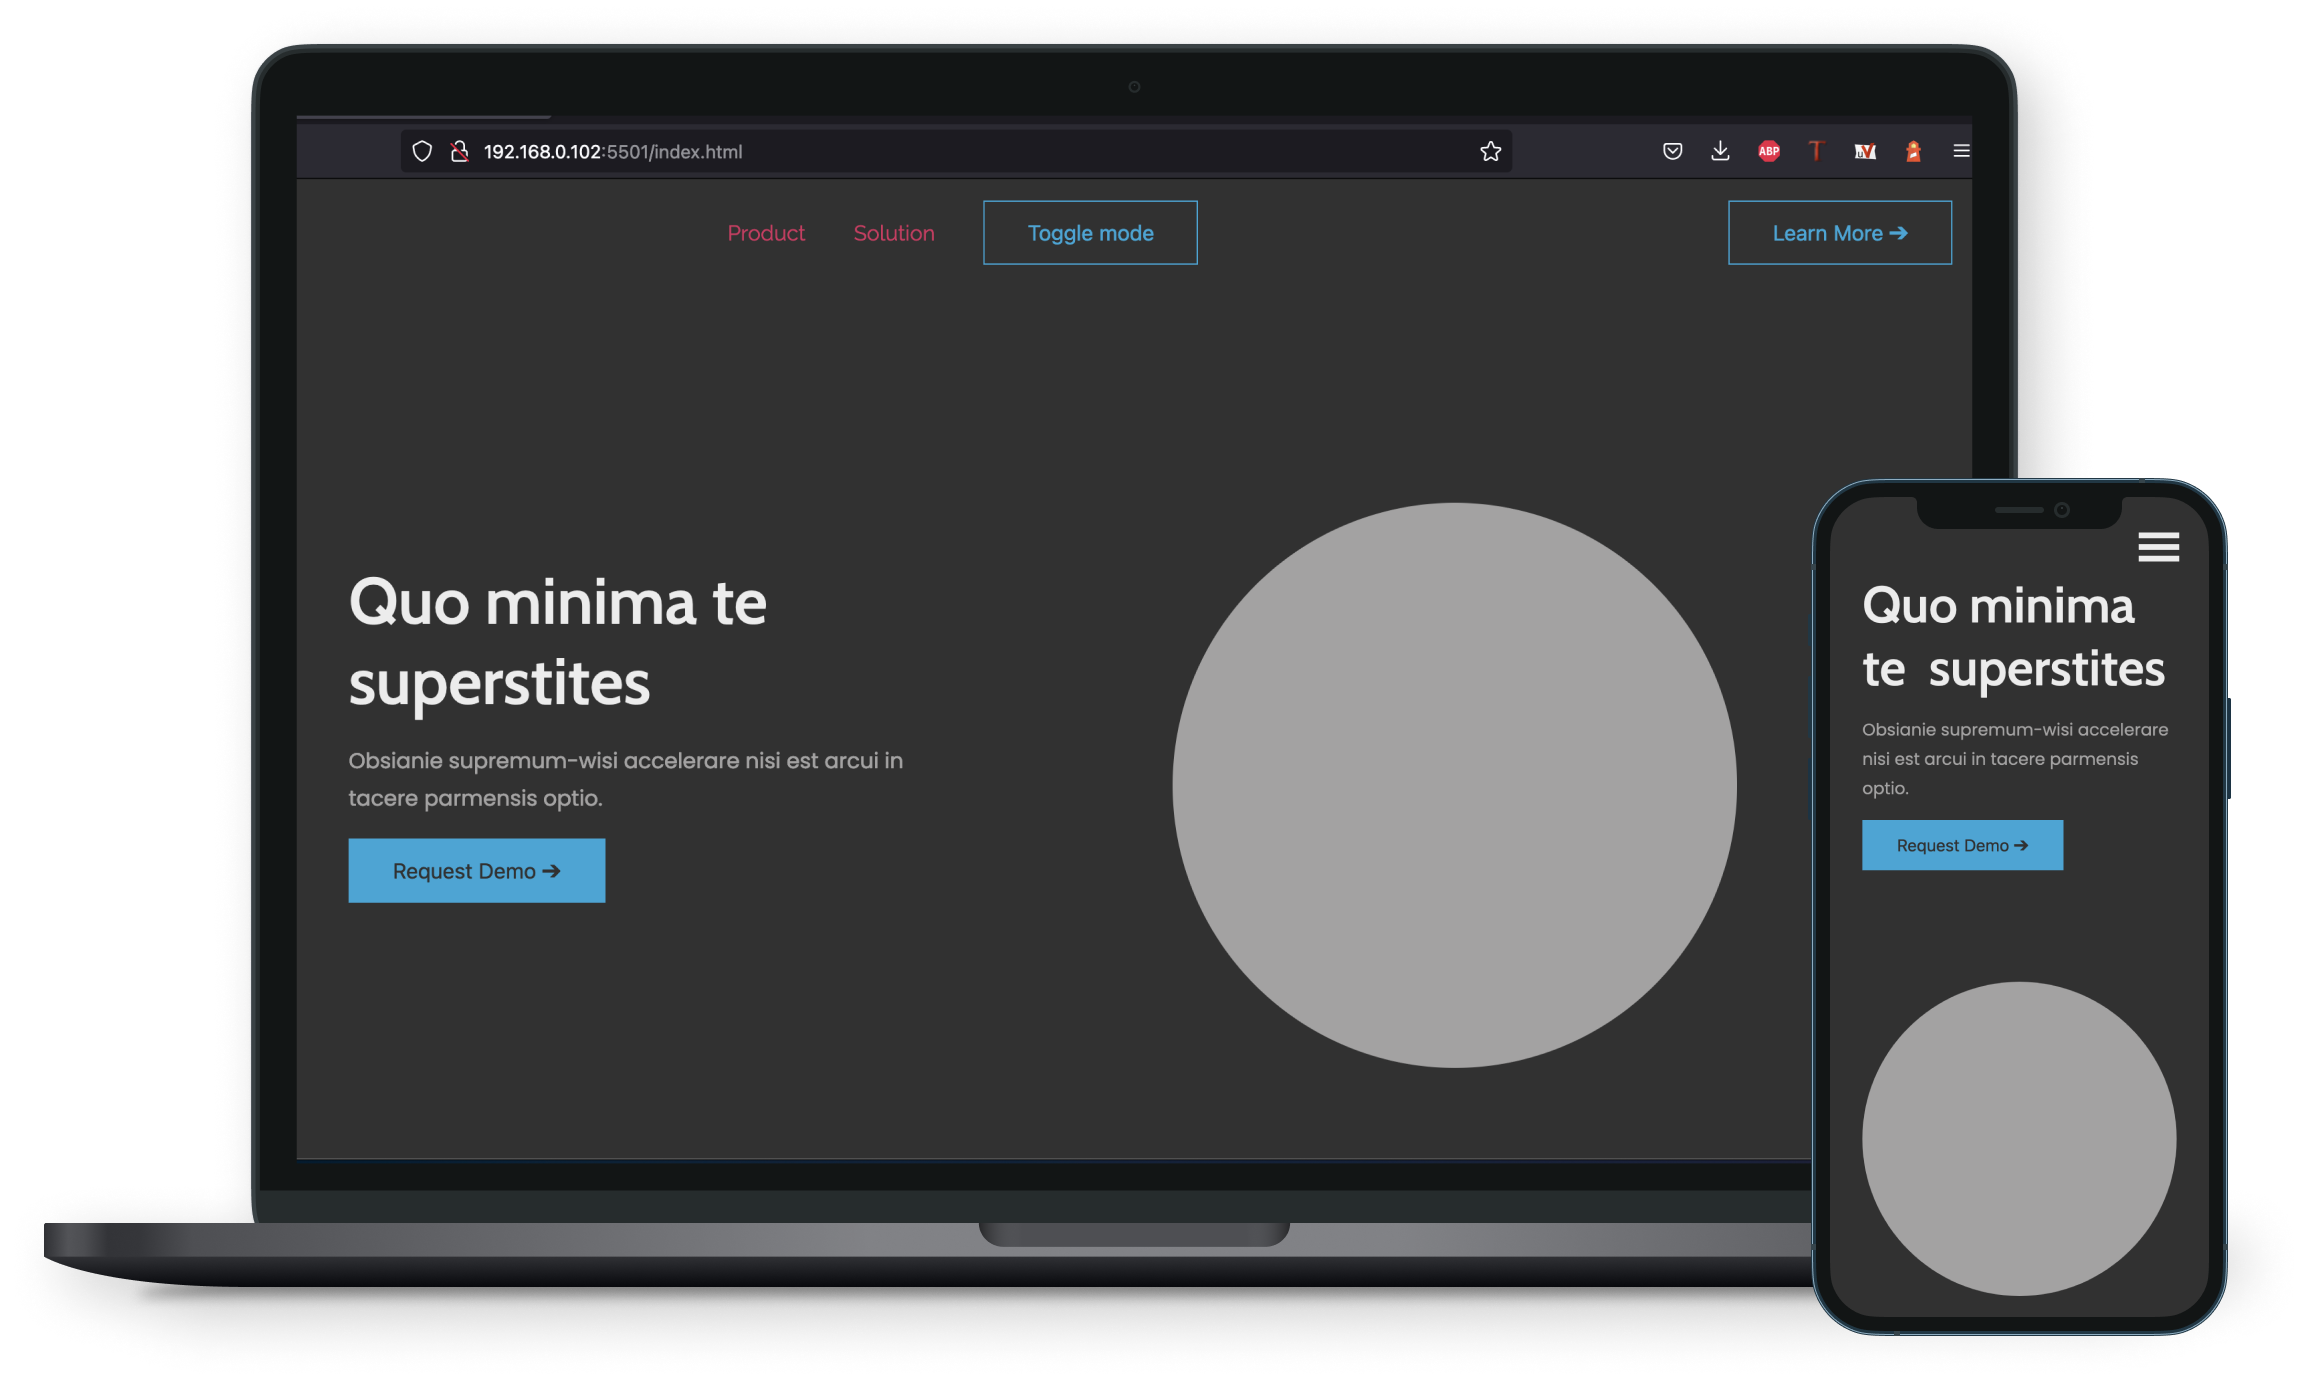 192.168.0.102:5501/index.html
ABP
Product Solution Toggle mode Learn More ➔
Quo minima te
superstites
Obsianie supremum-wisi accelerare nisi est arcui in
tacere parmensis optio.
Request Demo ➔
Quo minima
te superstites
Obsianie supremum-wisi accelerare
nisi est arcui in tacere parmensis
optio.
Request Demo ➔